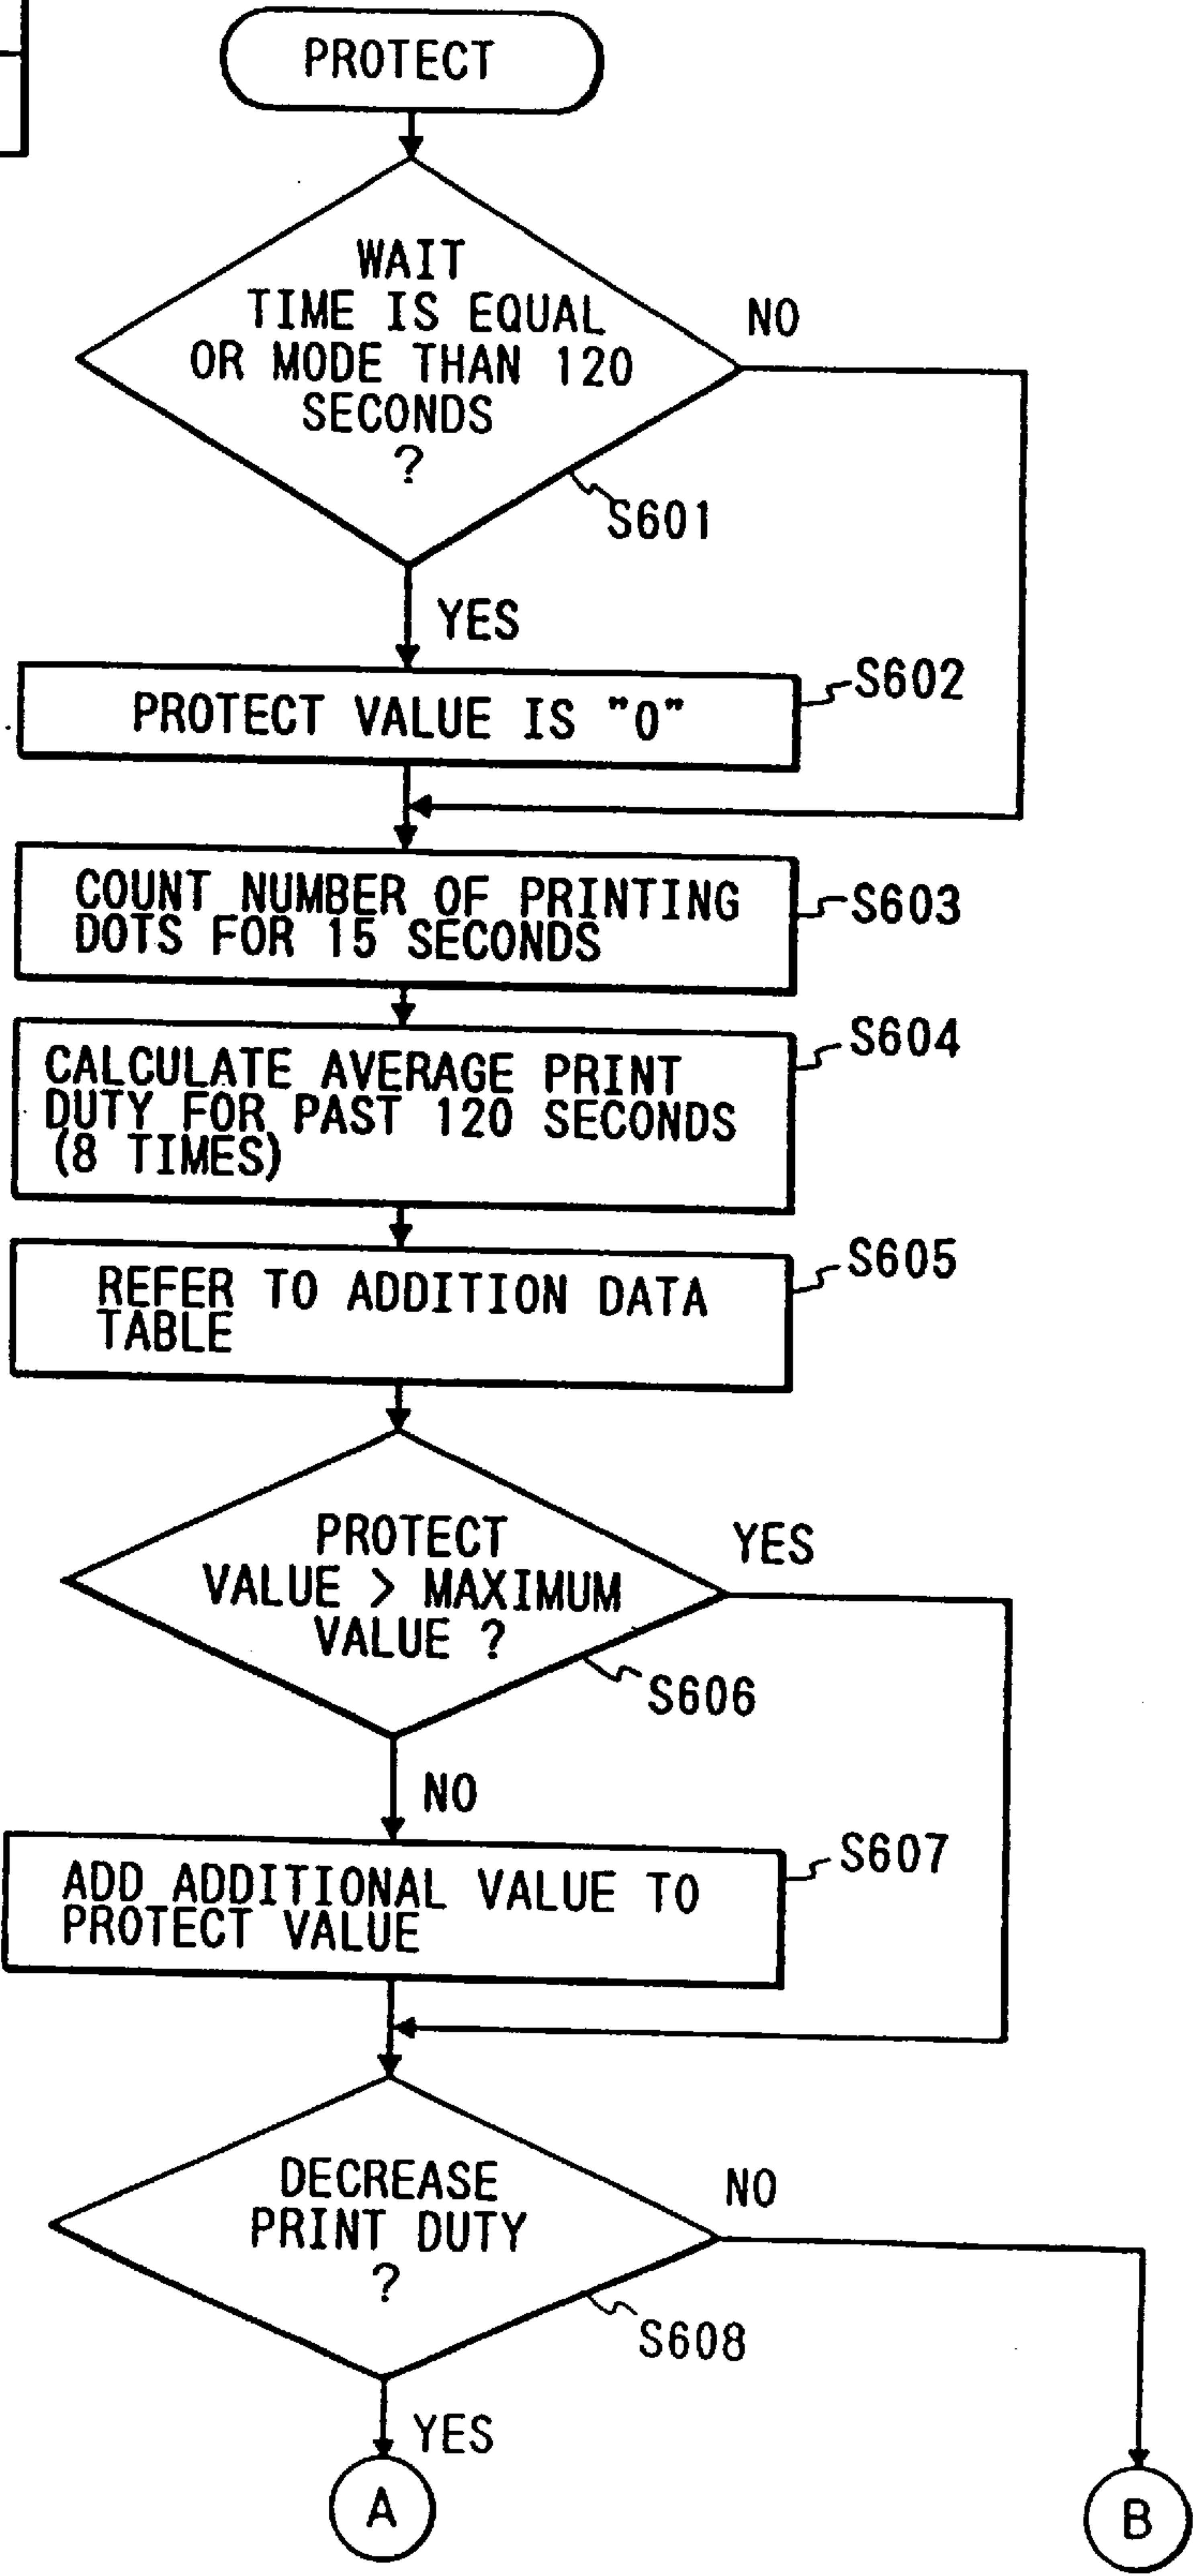 PROTECT
WAIT
TIME IS EQUAL
OR MODE THAN 120
SECONDS
?
NO
S601
YES
PROTECT VALUE IS "0"
S602
COUNT NUMBER OF PRINTING
DOTS FOR 15 SECONDS
S603
CALCULATE AVERAGE PRINT
DUTY FOR PAST 120 SECONDS
(8 TIMES)
S604
REFER TO ADDITION DATA
TABLE
S605
PROTECT
VALUE > MAXIMUM
VALUE ?
YES
S606
NO
ADD ADDITIONAL VALUE TO
PROTECT VALUE
S607
DECREASE
PRINT DUTY
?
NO
S608
YES
A
B